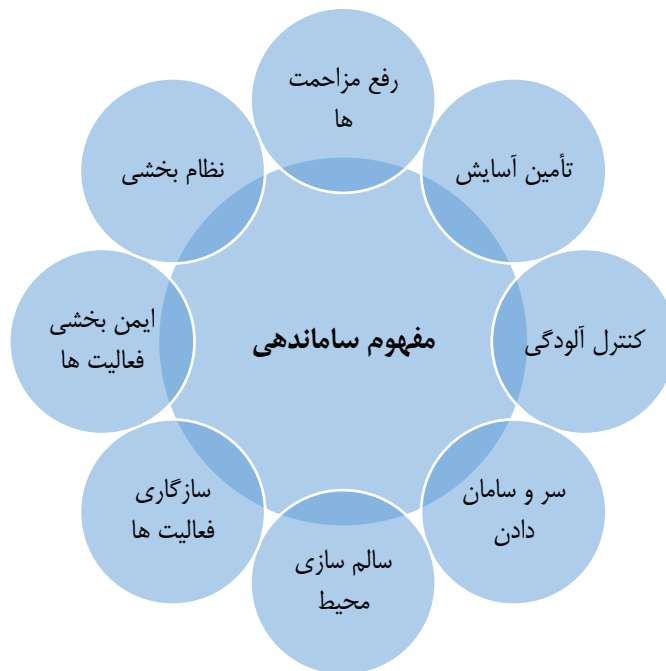 رفع مزاحمت
ها
تأمین آسایش
کنترل آلودگی
سر و سامان
دادن
سالم سازی
محیط
سازگاری
فعالیت ها
ایمن بخشی
فعالیت ها
نظام بخشی
مفهوم ساماندهی